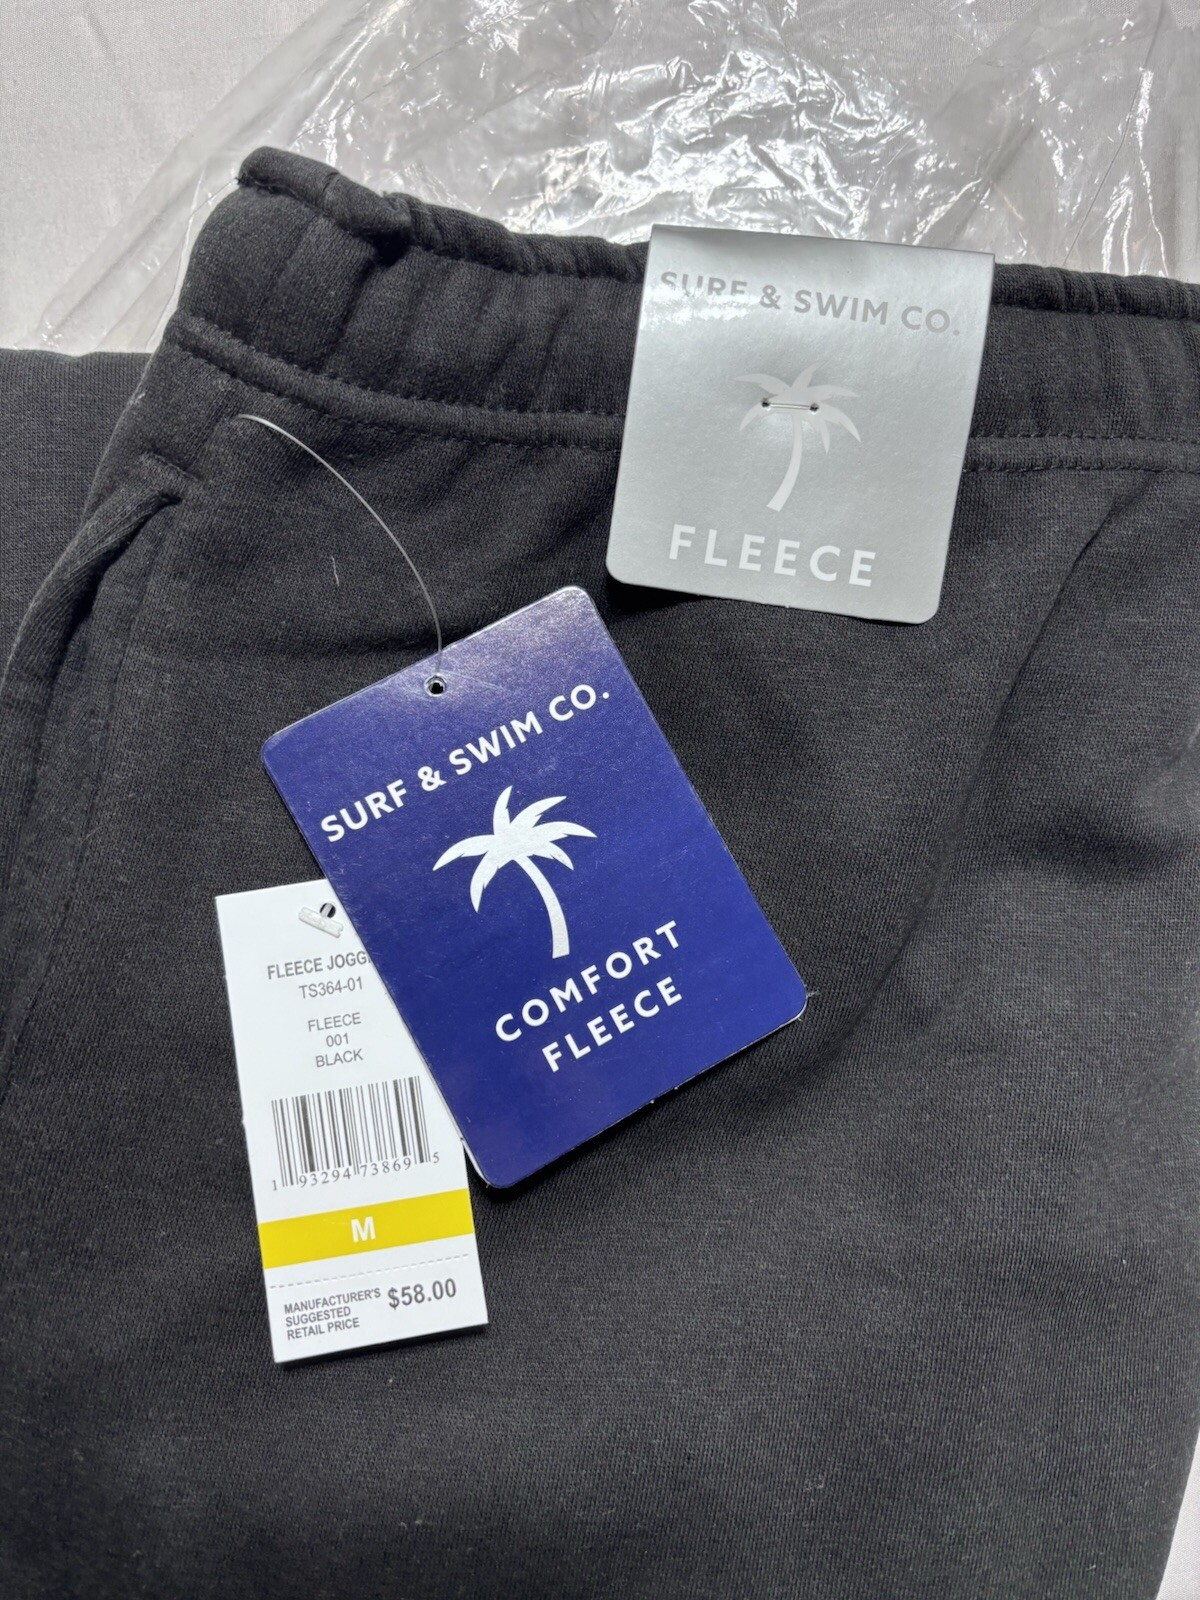 SURF & SWIM CO.
FLEECE
SURF & SWIM CO.
COMFORT
FLEECE
FLEECE
TS364-01
FLEECE
001
BLACK
1 93294 73869 5
M
MANUFACTURER'S
SUGGESTED
RETAIL PRICE
$58.00